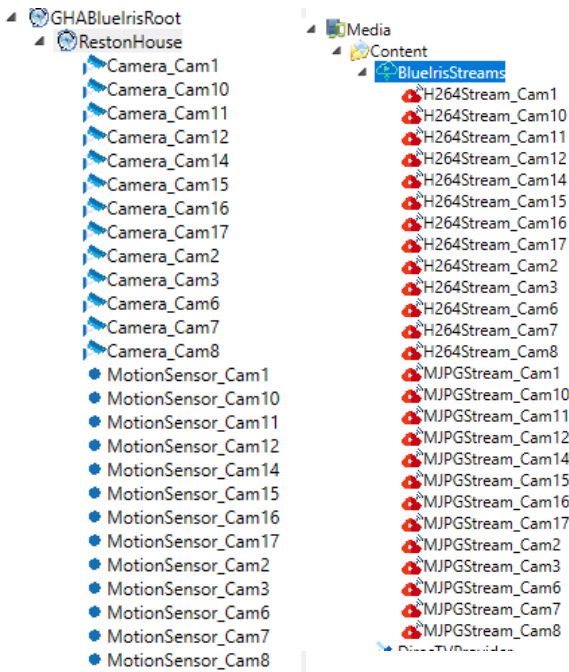 GHABlueIrisRoot
RestonHouse
Camera_Cam1
Camera_Cam10
Camera_Cam11
Camera_Cam12
Camera_Cam14
Camera_Cam15
Camera_Cam16
Camera_Cam17
Camera_Cam2
Camera_Cam3
Camera_Cam6
Camera_Cam7
Camera_Cam8
MotionSensor_Cam1
MotionSensor_Cam10
MotionSensor_Cam11
MotionSensor_Cam12
MotionSensor_Cam14
MotionSensor_Cam15
MotionSensor_Cam16
MotionSensor_Cam17
MotionSensor_Cam2
MotionSensor_Cam3
MotionSensor_Cam6
MotionSensor_Cam7
MotionSensor_Cam8
Media
Content
BlueIrisStreams
H264Stream_Cam1
H264Stream_Cam10
H264Stream_Cam11
H264Stream_Cam12
H264Stream_Cam14
H264Stream_Cam15
H264Stream_Cam16
H264Stream_Cam17
H264Stream_Cam2
H264Stream_Cam3
H264Stream_Cam6
H264Stream_Cam7
H264Stream_Cam8
MJPGStream_Cam1
MJPGStream_Cam10
MJPGStream_Cam11
MJPGStream_Cam12
MJPGStream_Cam14
MJPGStream_Cam15
MJPGStream_Cam16
MJPGStream_Cam17
MJPGStream_Cam2
MJPGStream_Cam3
MJPGStream_Cam6
MJPGStream_Cam7
MJPGStream_Cam8